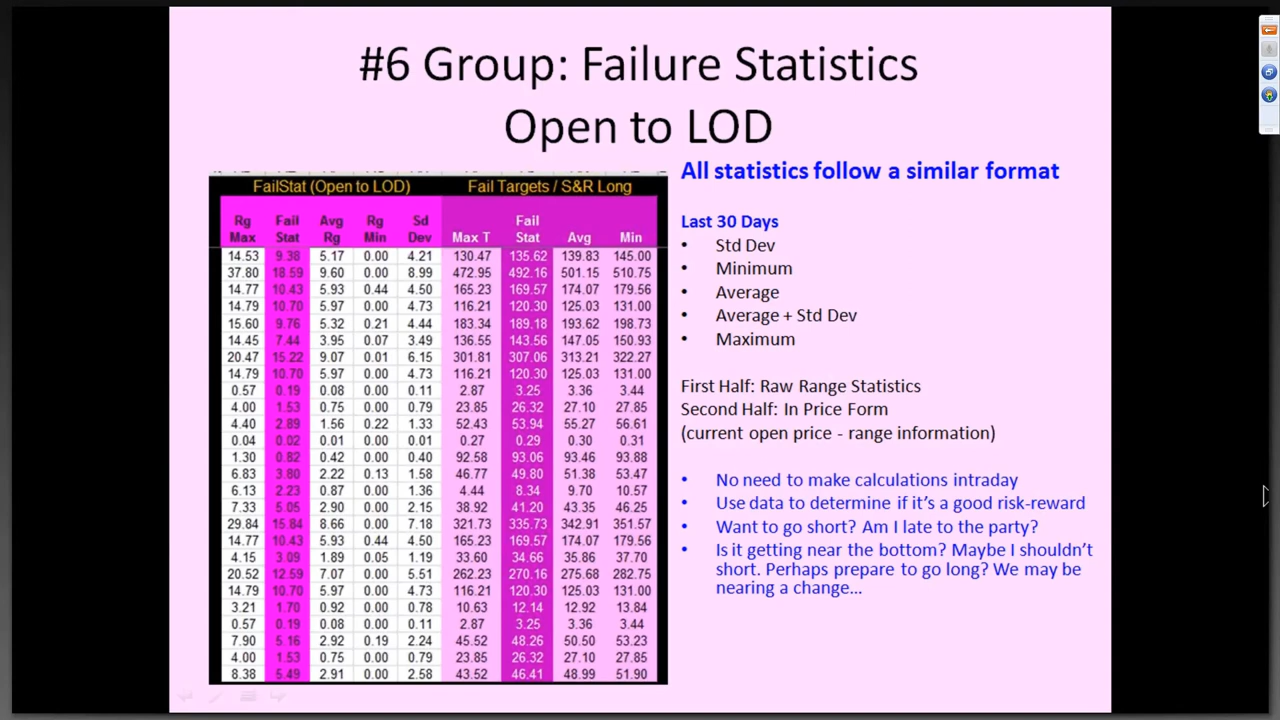 #6 Group: Failure Statistics
Open to LOD
FailStat (Open to LOD) Fail Targets / S&R Long
Rg Max Fail Stat Avg Rg Rg Min Sd Dev Max T Fail Stat Avg Min
14.53 9.38 5.17 0.00 4.21 130.47 135.62 139.83 145.00
37.80 18.59 9.60 0.00 8.99 472.95 492.16 501.15 510.75
14.77 10.43 5.93 0.44 4.50 165.23 169.57 174.07 179.56
14.79 10.70 5.97 0.00 4.73 116.21 120.30 125.03 131.00
15.60 9.76 5.32 0.21 4.44 183.34 189.18 193.62 198.73
14.45 7.44 3.95 0.07 3.49 136.55 143.56 147.05 150.93
20.47 15.22 9.07 0.01 6.15 301.81 307.06 313.21 322.27
14.79 10.70 5.97 0.00 4.73 116.21 120.30 125.03 131.00
0.57 0.19 0.08 0.00 0.11 2.87 3.25 3.36 3.44
4.00 1.53 0.75 0.00 0.79 23.85 26.32 27.10 27.85
4.40 2.89 1.56 0.22 1.33 52.43 53.94 55.27 56.61
0.04 0.02 0.01 0.00 0.01 0.27 0.29 0.30 0.31
1.30 0.82 0.42 0.00 0.40 92.58 93.06 93.46 93.88
6.83 3.80 2.22 0.13 1.58 46.77 49.80 51.38 53.47
6.13 2.23 0.87 0.00 1.36 4.44 8.34 9.70 10.57
7.33 5.05 2.90 0.00 2.15 38.92 41.20 43.35 46.25
29.84 15.84 8.66 0.00 7.18 321.73 335.73 342.91 351.57
14.77 10.43 5.93 0.44 4.50 165.23 169.57 174.07 179.56
4.15 3.09 1.89 0.05 1.19 33.60 34.66 35.86 37.70
20.52 12.59 7.07 0.00 5.51 262.23 270.16 275.68 282.75
14.79 10.70 5.97 0.00 4.73 116.21 120.30 125.03 131.00
3.21 1.70 0.92 0.00 0.78 10.63 12.14 12.92 13.84
0.57 0.19 0.08 0.00 0.11 2.87 3.25 3.36 3.44
7.90 5.16 2.92 0.19 2.24 45.52 48.26 50.50 53.23
4.00 1.53 0.75 0.00 0.79 23.85 26.32 27.10 27.85
8.38 5.49 2.91 0.00 2.58 43.52 46.41 48.99 51.90
All statistics follow a similar format
Last 30 Days
• Std Dev
• Minimum
• Average
• Average + Std Dev
• Maximum
First Half: Raw Range Statistics
Second Half: In Price Form
(current open price - range information)
• No need to make calculations intraday
• Use data to determine if it's a good risk-reward
• Want to go short? Am I late to the party?
• Is it getting near the bottom? Maybe I shouldn't
short. Perhaps prepare to go long? We may be
nearing a change...